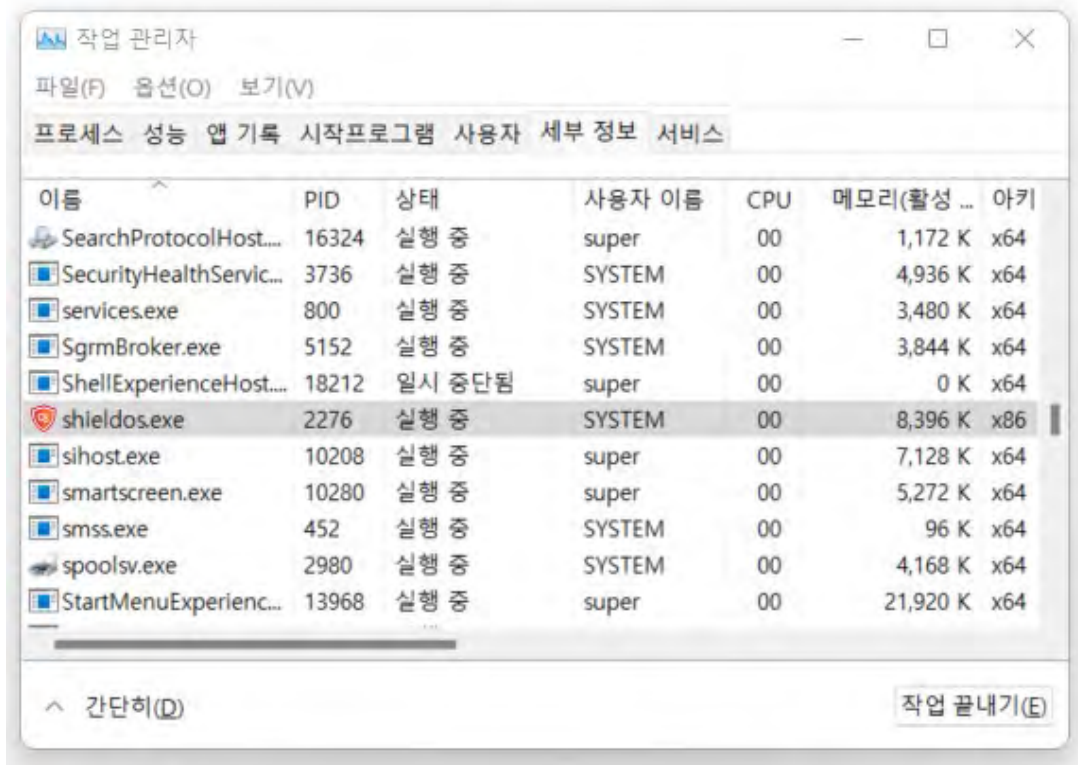 작업 관리자
파일(F) 옵션(O) 보기(V)
프로세스 성능 앱 기록 시작프로그램 사용자 세부 정보 서비스
이름 PID 상태 사용자 이름 CPU 메모리(활성 ... 아키
SearchProtocolHost.... 16324 실행 중 super 00 1,172 K x64
SecurityHealthServic... 3736 실행 중 SYSTEM 00 4,936 K x64
services.exe 800 실행 중 SYSTEM 00 3,480 K x64
SgrmBroker.exe 5152 실행 중 SYSTEM 00 3,844 K x64
ShellExperienceHost.... 18212 일시 중단됨 super 00 0 K x64
shieldos.exe 2276 실행 중 SYSTEM 00 8,396 K x86
sihost.exe 10208 실행 중 super 00 7,128 K x64
smartscreen.exe 10280 실행 중 super 00 5,272 K x64
smss.exe 452 실행 중 SYSTEM 00 96 K x64
spoolsv.exe 2980 실행 중 SYSTEM 00 4,168 K x64
StartMenuExperienc... 13968 실행 중 super 00 21,920 K x64
간단히(D) 작업 끝내기(E)